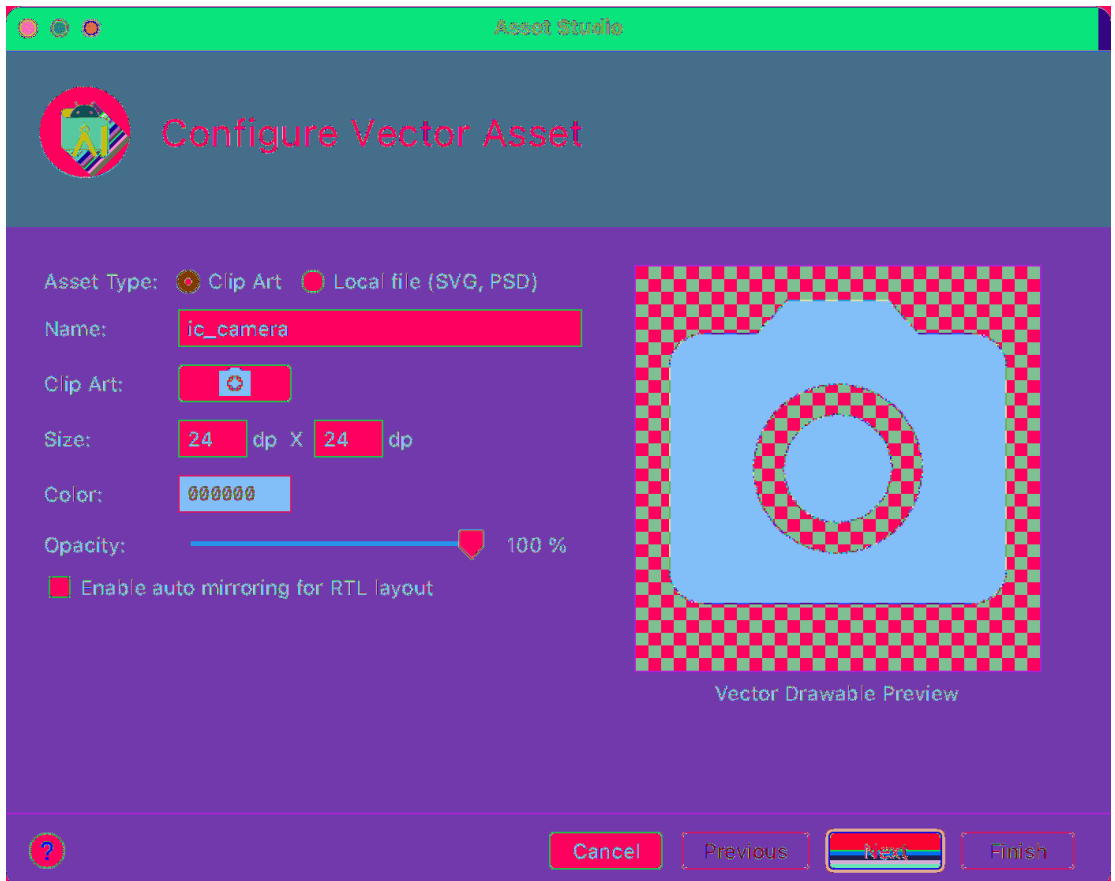 Asset Studio
Configure Vector Asset
Asset Type: Clip Art Local file (SVG, PSD)
Name: ic_camera
Clip Art:
Size: 24 dp X 24 dp
Color: 000000
Opacity: 100 %
Enable auto mirroring for RTL layout
Vector Drawable Preview
? Cancel Previous Next Finish